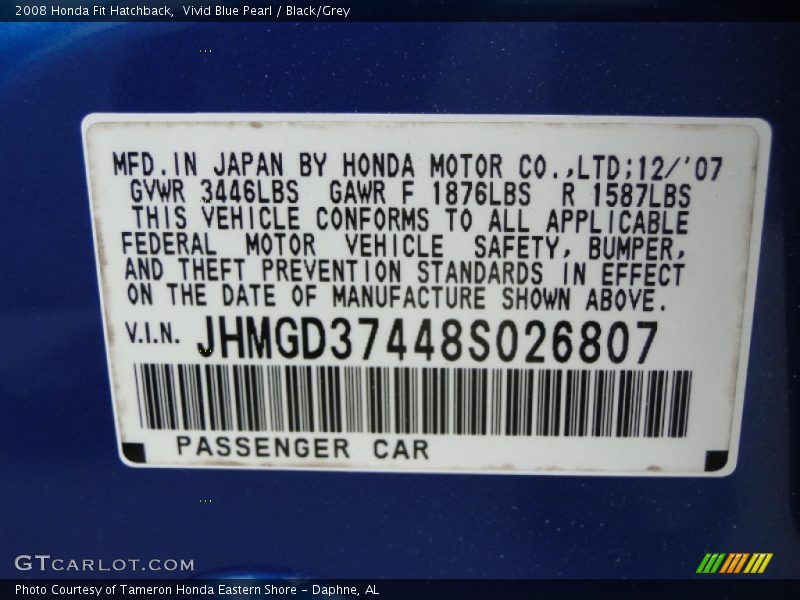 2008 Honda Fit Hatchback,  Vivid Blue Pearl / Black/Grey
MFD.IN JAPAN BY HONDA MOTOR CO.,LTD;12/'07
GVWR 3446LBS GAWR F 1876LBS R 1587LBS
THIS VEHICLE CONFORMS TO ALL APPLICABLE
FEDERAL MOTOR VEHICLE SAFETY, BUMPER,
AND THEFT PREVENTION STANDARDS IN EFFECT
ON THE DATE OF MANUFACTURE SHOWN ABOVE.
V.I.N. JHMGD37448S026807
PASSENGER CAR
GTCARLOT.COM
Photo Courtesy of Tameron Honda Eastern Shore - Daphne, AL